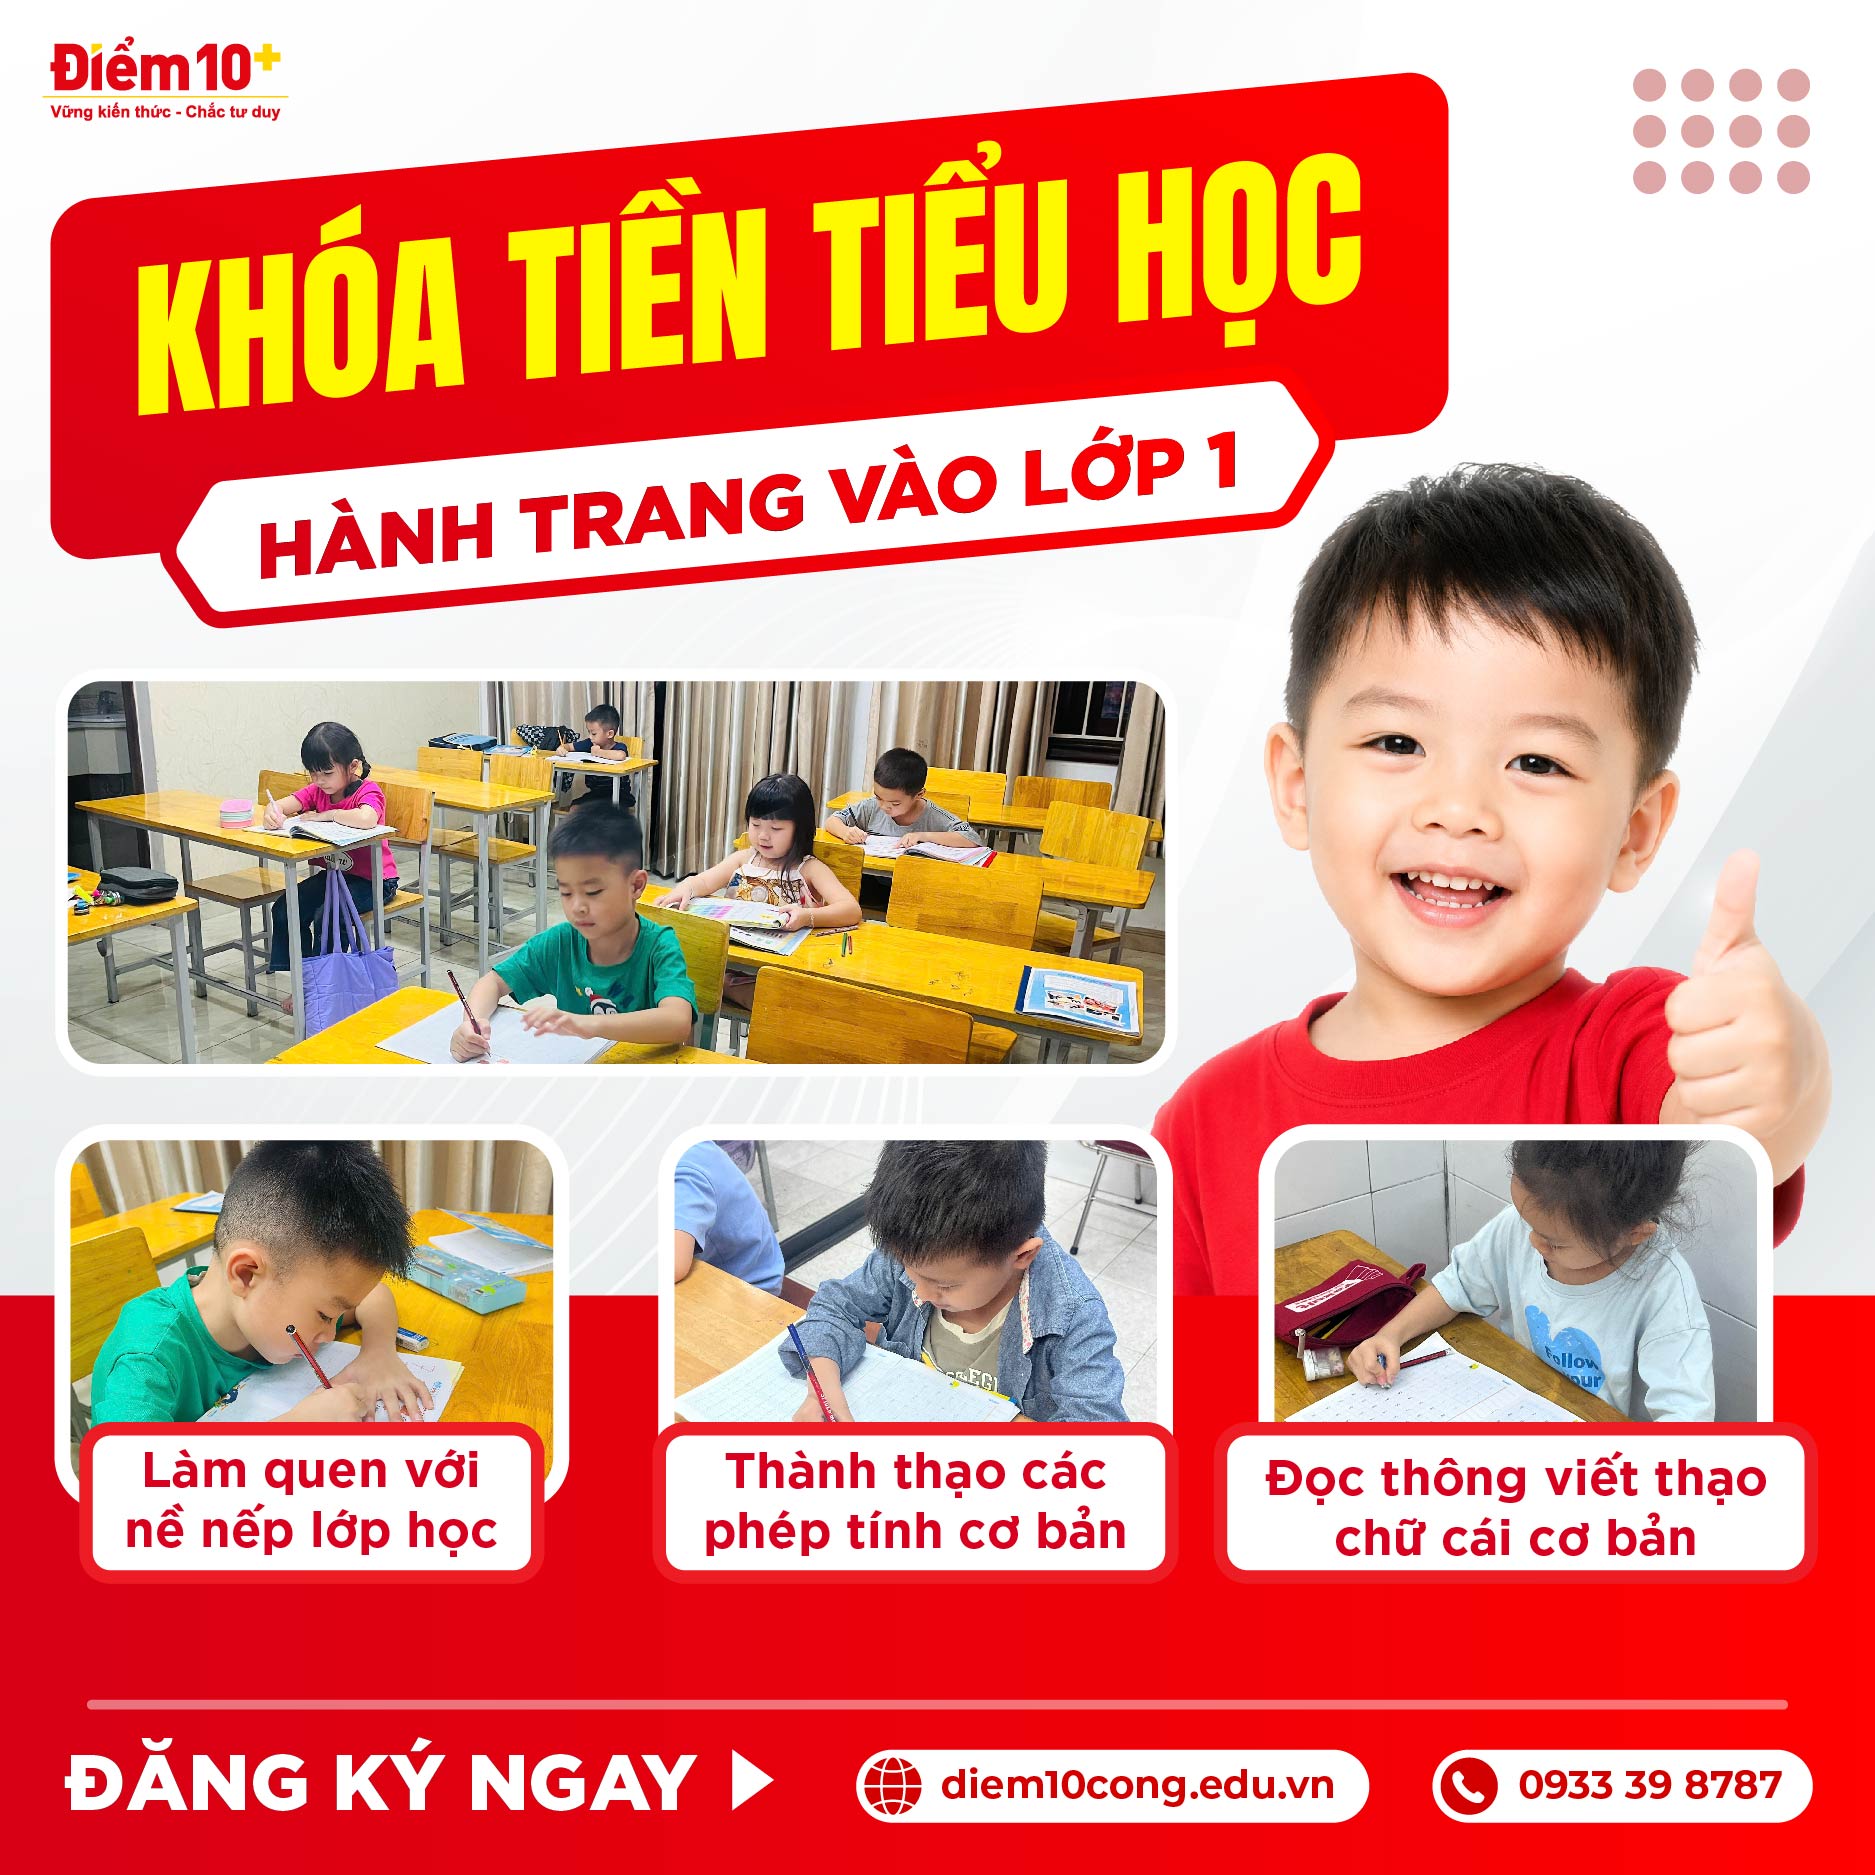 Điểm 10+
Vững kiến thức - Chắc tư duy
KHÓA TIỀN TIỂU HỌC
HÀNH TRANG VÀO LỚP 1
Follow
your
Làm quen với
nề nếp lớp học
Thành thạo các
phép tính cơ bản
Đọc thông viết thạo
chữ cái cơ bản
ĐĂNG KÝ NGAY
diem10cong.edu.vn
0933 39 8787